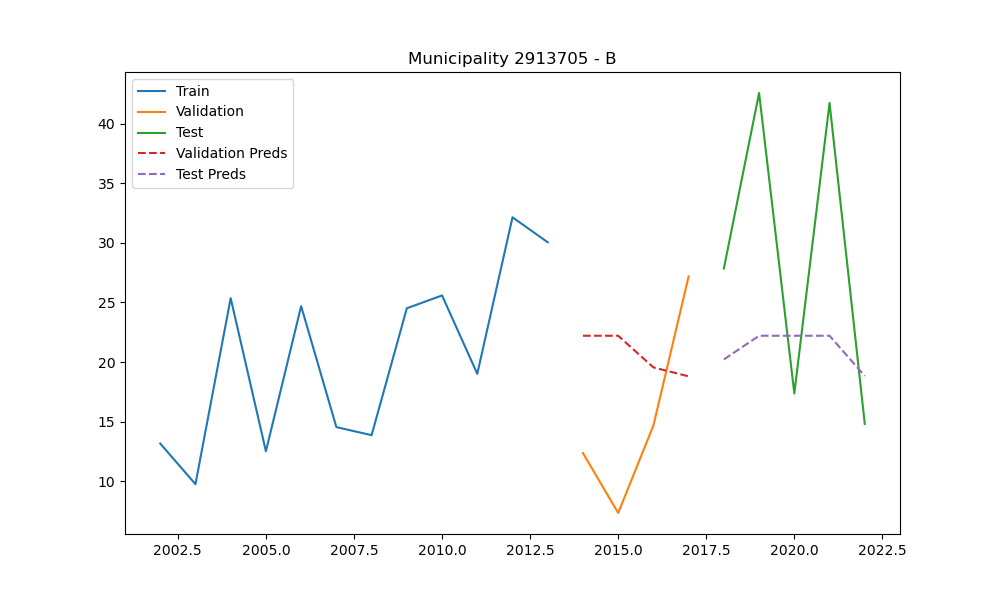 Municipality 2913705 - B
Train
Validation
Test
Validation Preds
Test Preds
40
35
30
25
20
15
10
2002.5 2005.0 2007.5 2010.0 2012.5 2015.0 2017.5 2020.0 2022.5